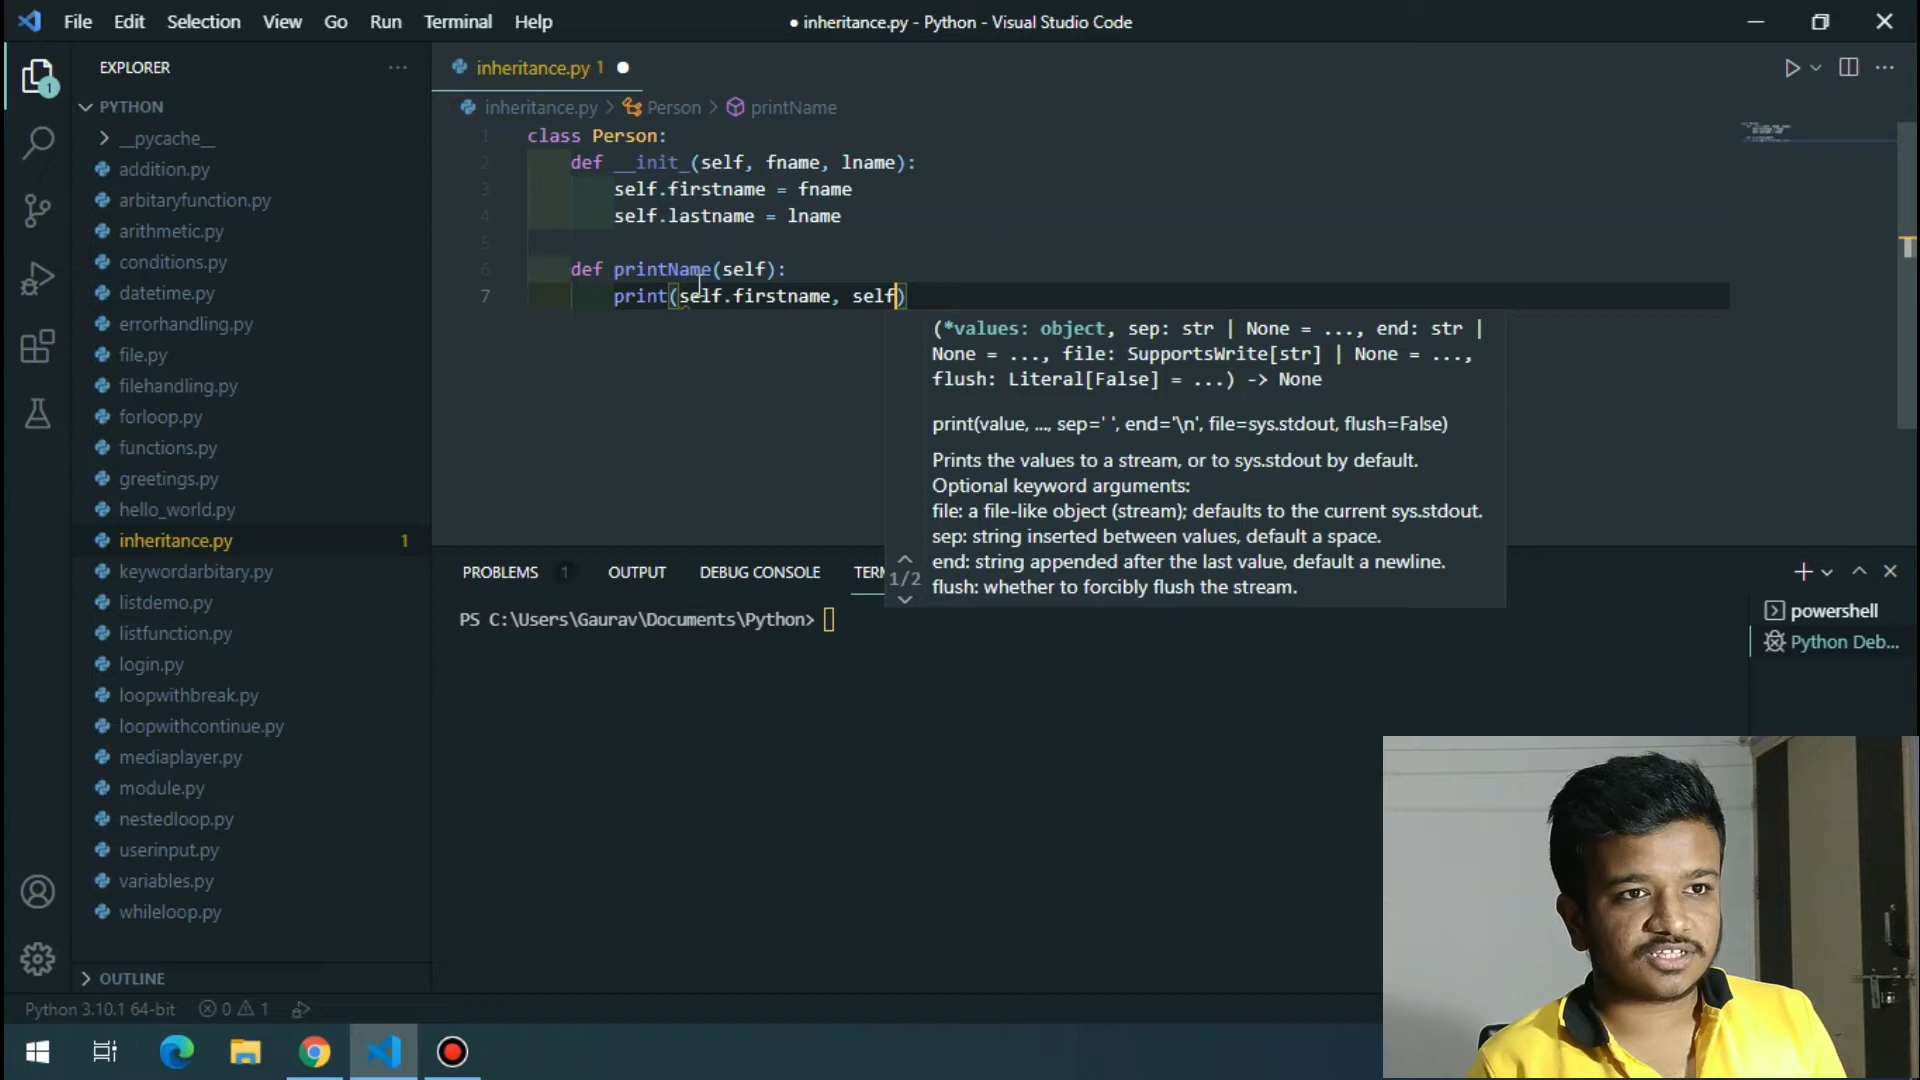 File Edit Selection View Go Run Terminal Help
● inheritance.py - Python - Visual Studio Code
EXPLORER
PYTHON
__pycache__
addition.py
arbitaryfunction.py
arithmetic.py
conditions.py
datetime.py
errorhandling.py
file.py
filehandling.py
forloop.py
functions.py
greetings.py
hello_world.py
inheritance.py 1
keywordarbitary.py
listdemo.py
listfunction.py
login.py
loopwithbreak.py
loopwithcontinue.py
mediaplayer.py
module.py
nestedloop.py
userinput.py
variables.py
whileloop.py
OUTLINE
1
inheritance.py 1 ●
inheritance.py > Person > printName
1 class Person:
2 def __init_(self, fname, lname):
3 self.firstname = fname
4 self.lastname = lname
5
6 def printName(self):
7 print(self.firstname, self)
(*values: object, sep: str | None = ..., end: str |
None = ..., file: SupportsWrite[str] | None = ...,
flush: Literal[False] = ...) -> None
print(value, ..., sep=' ', end='\n', file=sys.stdout, flush=False)
Prints the values to a stream, or to sys.stdout by default.
Optional keyword arguments:
file: a file-like object (stream); defaults to the current sys.stdout.
sep: string inserted between values, default a space.
end: string appended after the last value, default a newline.
flush: whether to forcibly flush the stream.
1/2
PROBLEMS 1 OUTPUT DEBUG CONSOLE TERM
PS C:\Users\Gaurav\Documents\Python>
powershell
Python Deb...
Python 3.10.1 64-bit 0 1